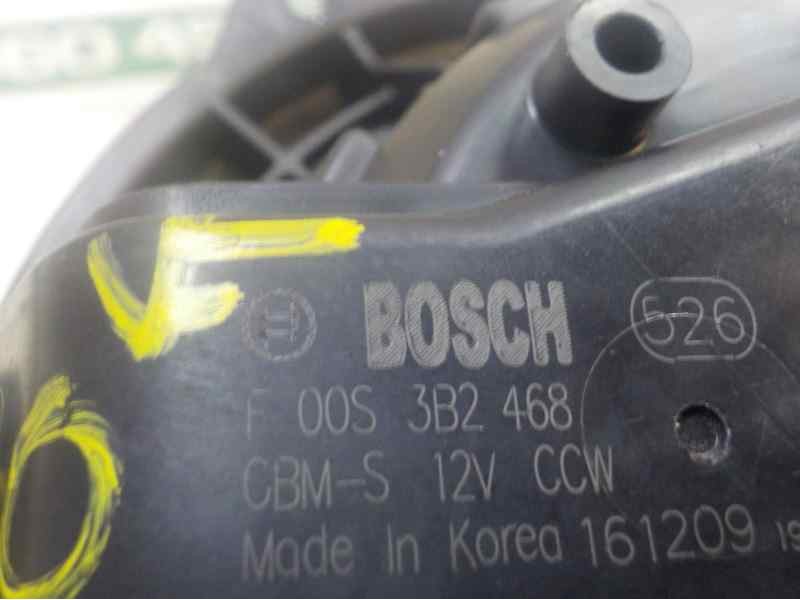 BOSCH 526
F 00S 3B2 468
CBM-S 12V CCW
Made In Korea 161209